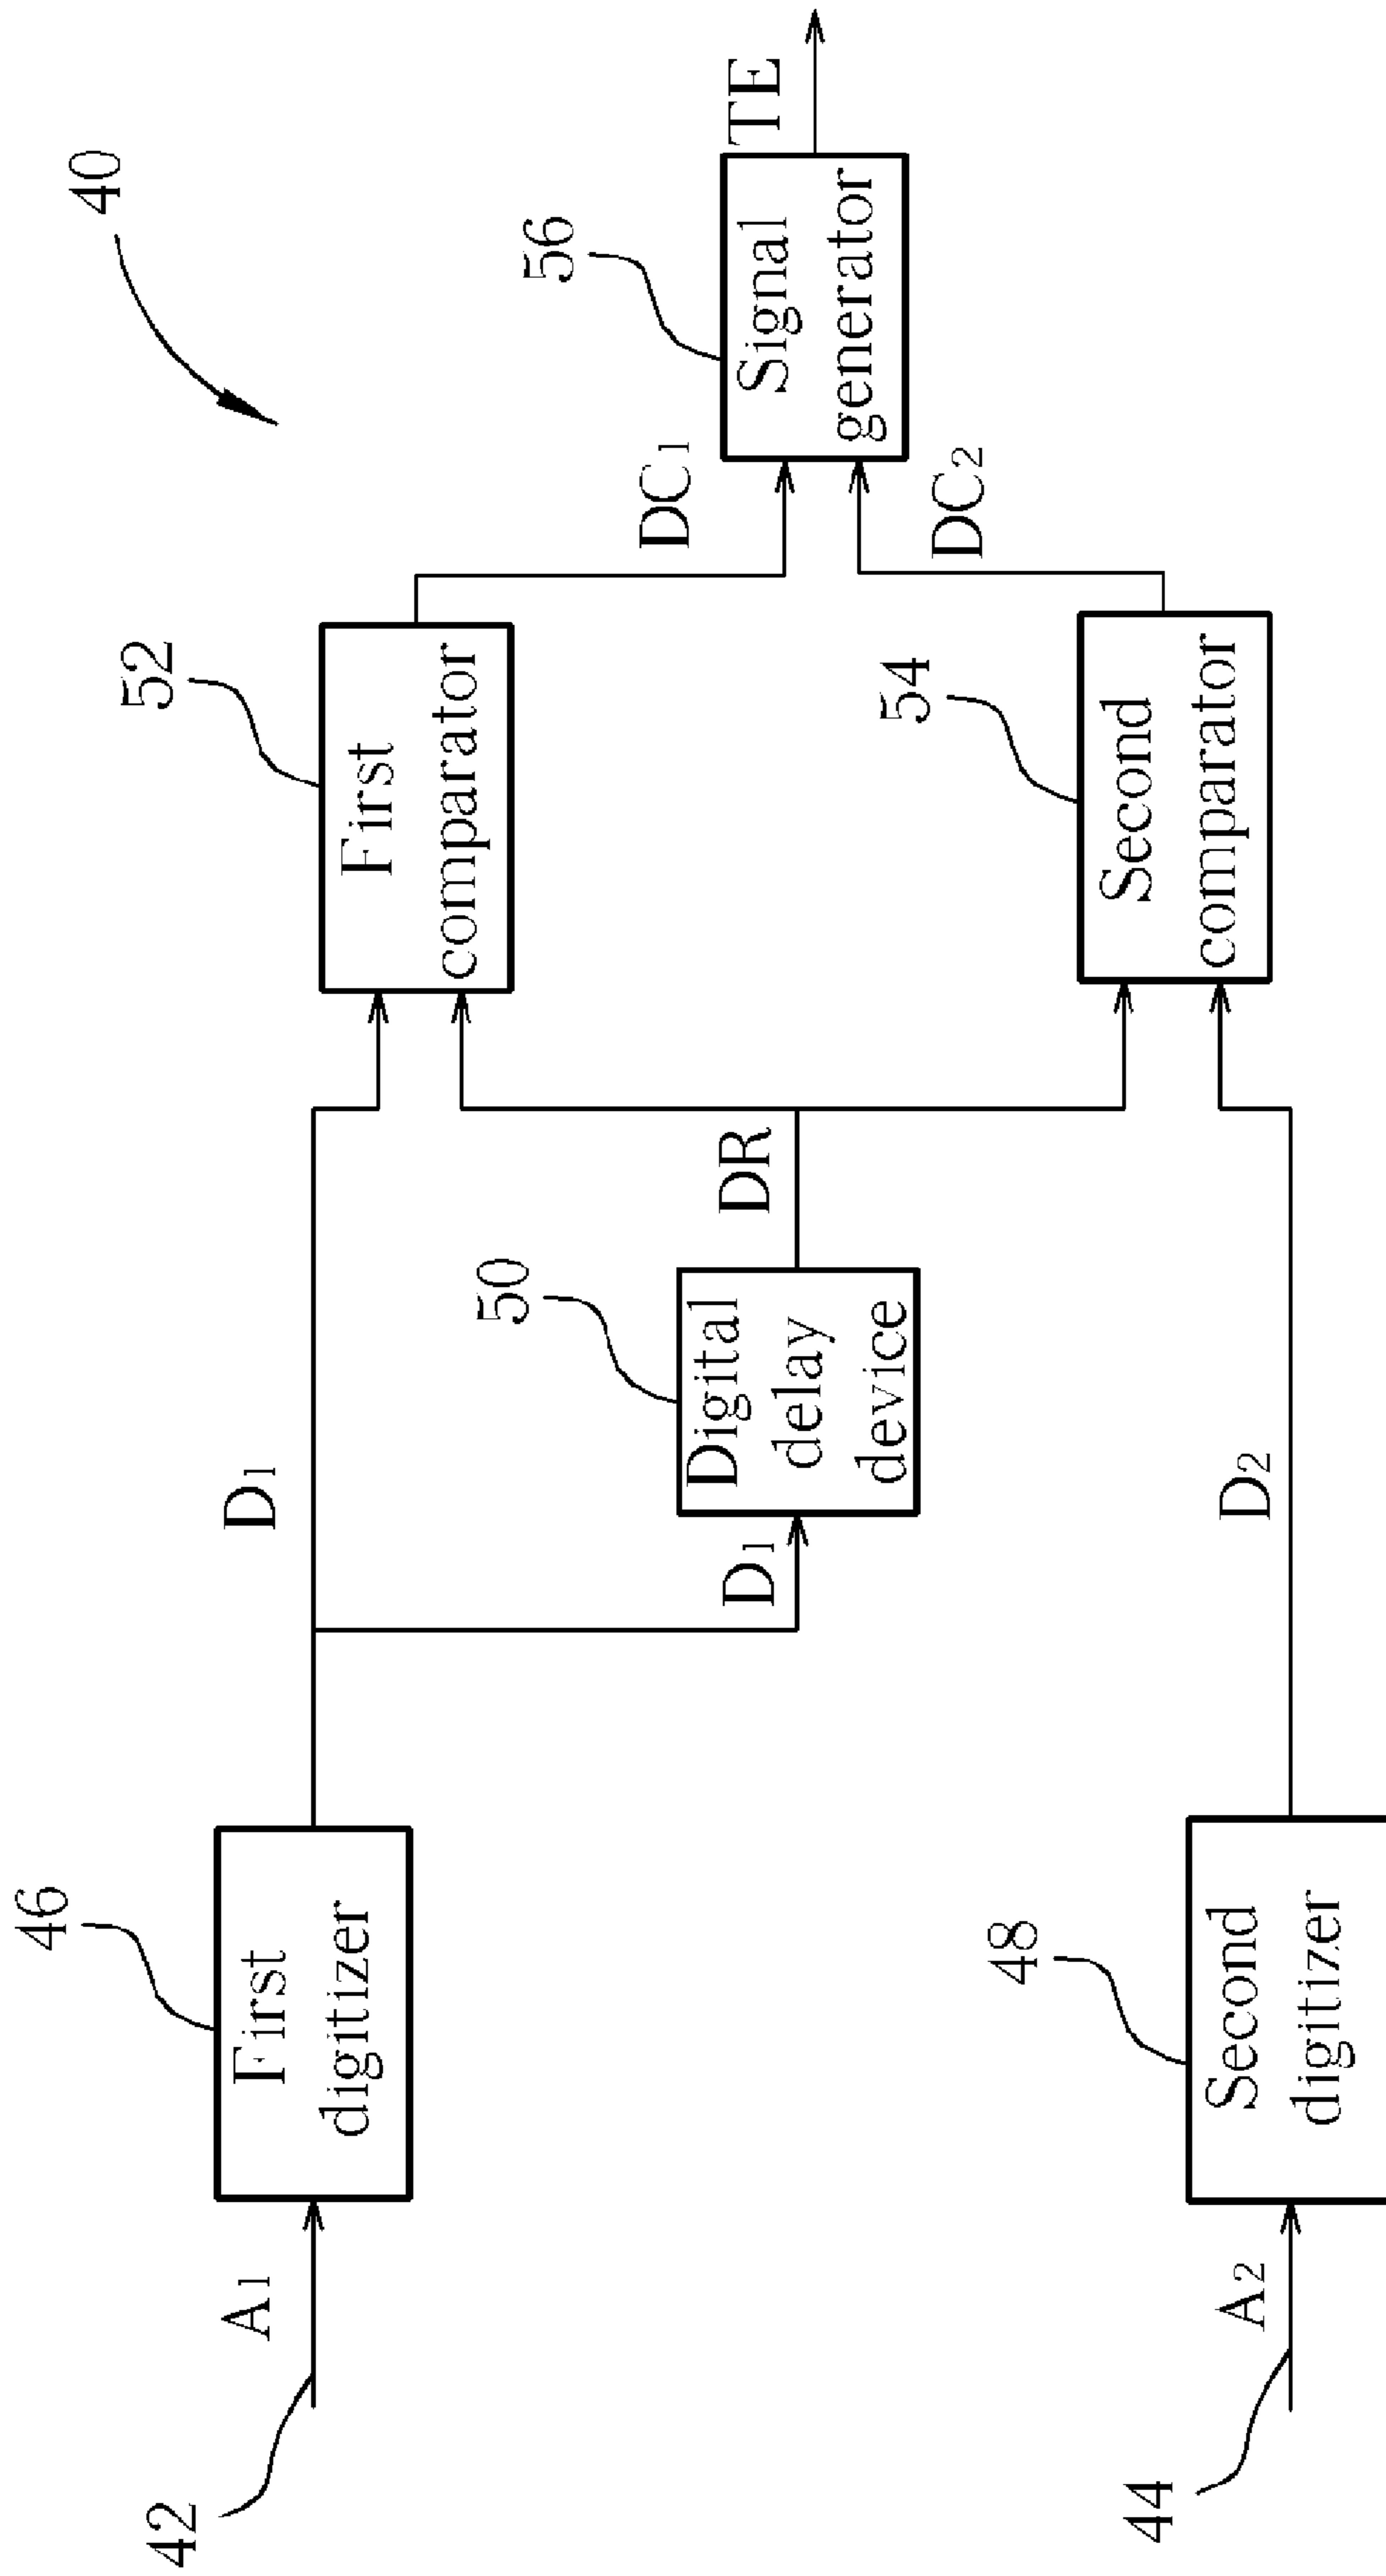 40
42
A1
46
First
digitizer
D1
52
First
comparator
DC1
50
D1
Digital
delay
device
DR
56
Signal
generator
TE
44
A2
48
Second
digitizer
D2
54
Second
comparator
DC2